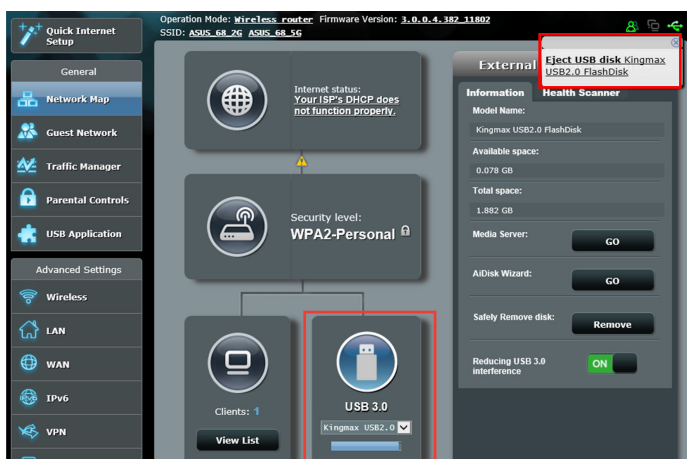 Quick Internet
Setup
Operation Mode: Wireless router Firmware Version: 3.0.0.4.382_11802
SSID: ASUS_68_2G ASUS_68_5G
General
Network Map
Guest Network
Traffic Manager
Parental Controls
USB Application
Advanced Settings
Wireless
LAN
WAN
IPv6
VPN
Internet status:
Your ISP's DHCP does
not function properly.
Security level:
WPA2-Personal
Clients: 1
View List
USB 3.0
Kingmax USB2.0
Eject USB disk Kingmax
USB2.0 FlashDisk
External
Information Health Scanner
Model Name:
Kingmax USB2.0 FlashDisk
Available space:
0.078 GB
Total space:
1.882 GB
Media Server: GO
AiDisk Wizard: GO
Safely Remove disk: Remove
Reducing USB 3.0
interference
ON